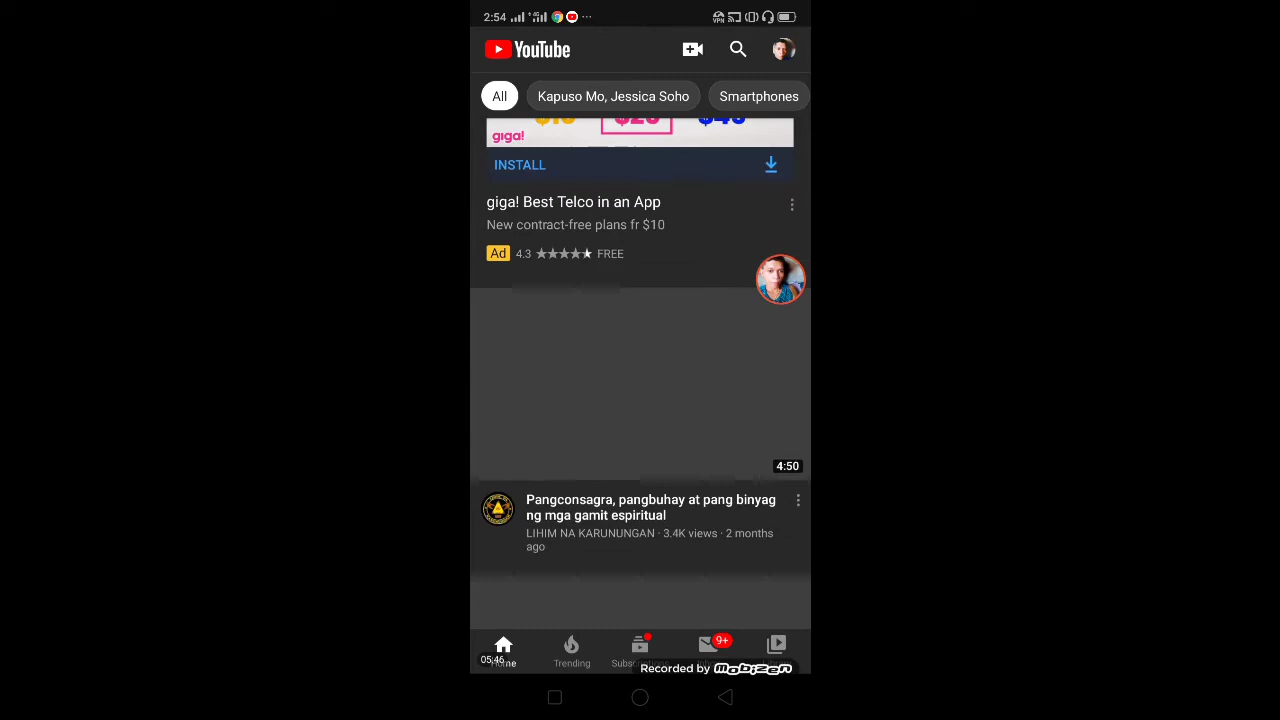 2:54
YouTube
All
Kapuso Mo, Jessica Soho
Smartphones
$20
giga!
INSTALL
giga! Best Telco in an App
New contract-free plans fr $10
Ad 4.3 FREE
4:50
Pangconsagra, pangbuhay at pang binyag
ng mga gamit espiritual
LIHIM NA KARUNUNGAN · 3.4K views · 2 months
ago
9+
05:46
Home
Trending
Recorded by mobizen